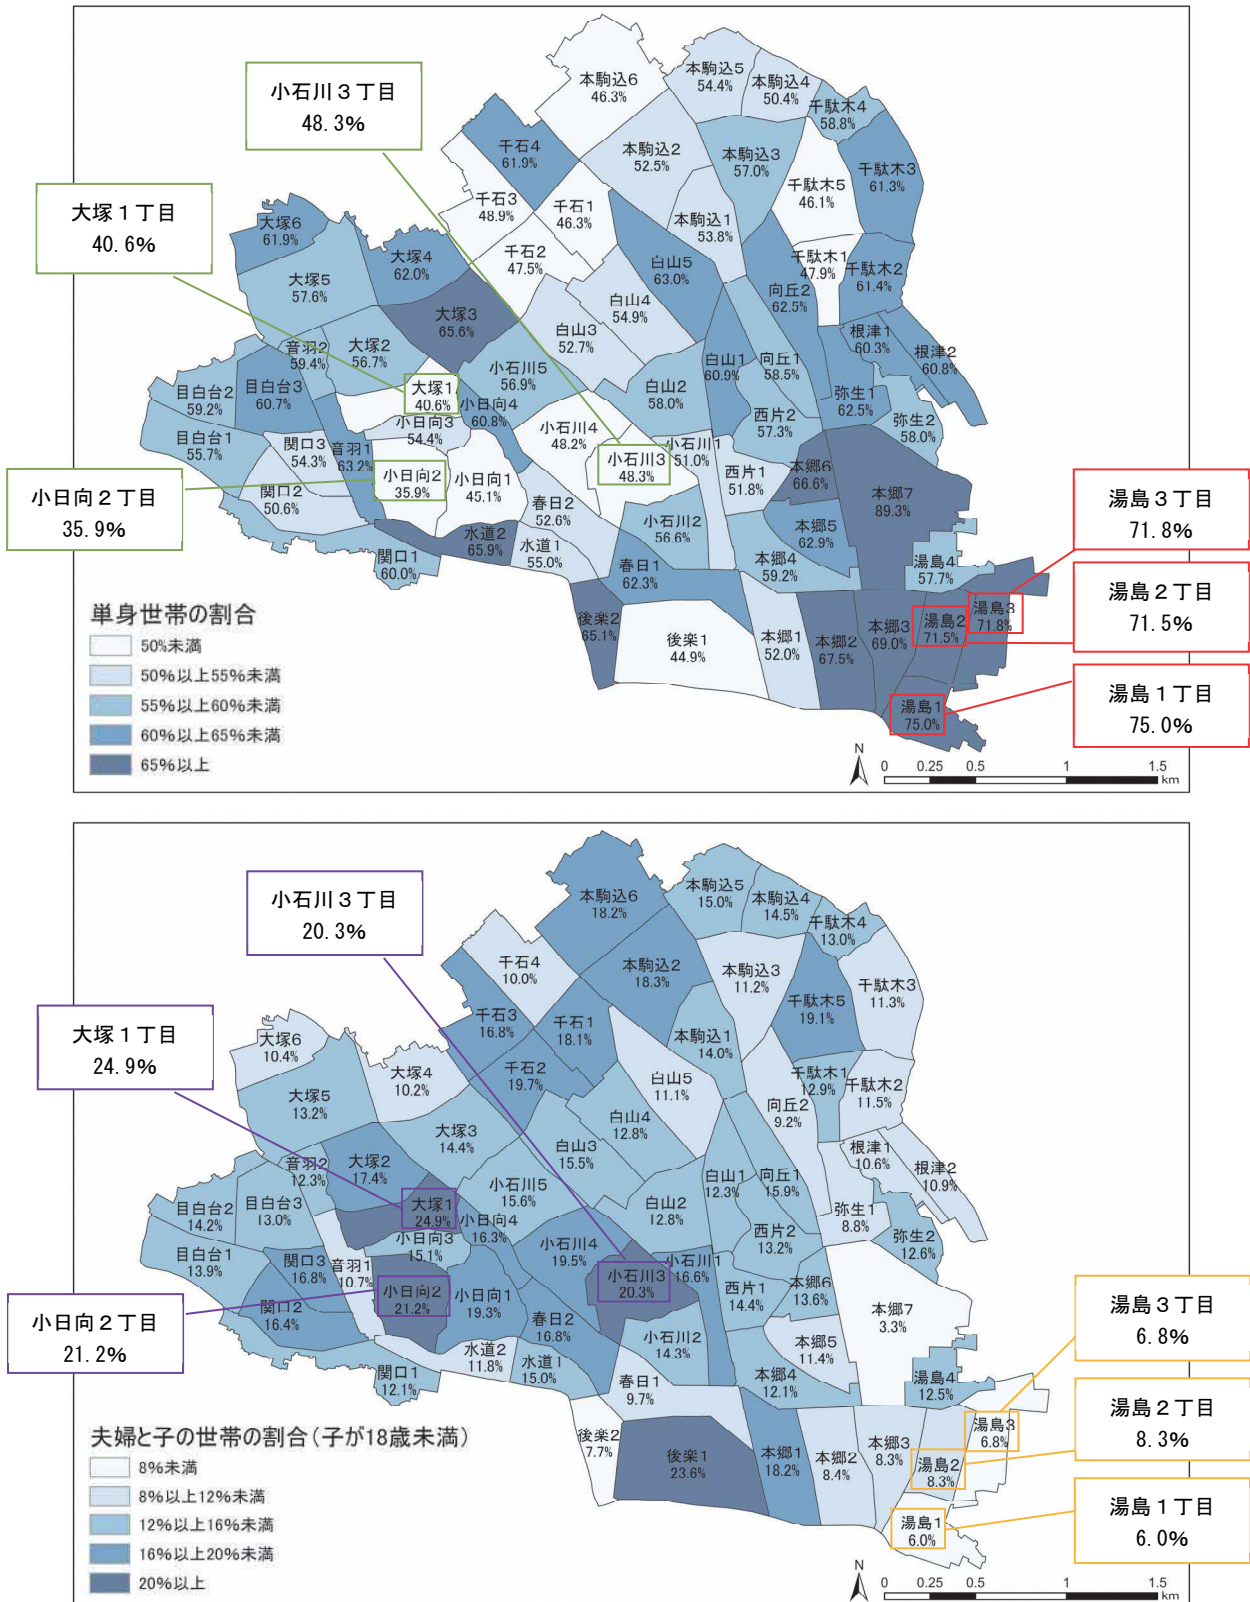 小石川３丁目
48.3%
大塚１丁目
40.6%
小日向２丁目
35.9%
湯島３丁目
71.8%
湯島２丁目
71.5%
湯島１丁目
75.0%
本駒込6
46.3%
本駒込5
54.4%
本駒込4
50.4%
千駄木4
58.8%
千石4
61.9%
本駒込2
52.5%
本駒込3
57.0%
千駄木5
46.1%
千駄木3
61.3%
千石3
48.9%
千石1
46.3%
本駒込1
53.8%
大塚6
61.9%
大塚4
62.0%
千石2
47.5%
白山5
63.0%
向丘2
62.5%
千駄木1
47.9%
千駄木2
61.4%
大塚5
57.6%
大塚3
65.6%
白山4
54.9%
白山3
52.7%
根津1
60.3%
根津2
60.8%
音羽2
59.4%
大塚2
56.7%
小石川5
56.9%
白山1
60.9%
向丘1
58.5%
目白台2
59.2%
目白台3
60.7%
大塚1
40.6%
小日向4
60.8%
白山2
58.0%
弥生1
62.5%
西片2
57.3%
弥生2
58.0%
目白台1
55.7%
関口3
54.3%
音羽1
63.2%
小日向3
54.4%
小石川4
48.2%
小石川3
48.3%
小石川1
51.0%
西片1
51.8%
本郷6
66.6%
本郷7
89.3%
関口2
50.6%
小日向2
35.9%
小日向1
45.1%
春日2
52.6%
小石川2
56.6%
本郷5
62.9%
本郷4
59.2%
湯島4
57.7%
関口1
60.0%
水道2
65.9%
水道1
55.0%
春日1
62.3%
後楽2
65.1%
後楽1
44.9%
本郷1
52.0%
本郷2
67.5%
本郷3
69.0%
湯島2
71.5%
湯島3
71.8%
湯島1
75.0%
単身世帯の割合
50%未満
50%以上55%未満
55%以上60%未満
60%以上65%未満
65%以上
N
0 0.25 0.5 1 1.5
km
小石川３丁目
20.3%
大塚１丁目
24.9%
小日向２丁目
21.2%
湯島３丁目
6.8%
湯島２丁目
8.3%
湯島１丁目
6.0%
本駒込6
18.2%
本駒込5
15.0%
本駒込4
14.5%
千駄木4
13.0%
千石4
10.0%
本駒込2
18.3%
本駒込3
11.2%
千駄木5
19.1%
千駄木3
11.3%
千石3
16.8%
千石1
18.1%
本駒込1
14.0%
大塚6
10.4%
大塚4
10.2%
千石2
19.7%
白山5
11.1%
向丘2
9.2%
千駄木1
12.9%
千駄木2
11.5%
大塚5
13.2%
大塚3
14.4%
白山4
12.8%
白山3
15.5%
根津1
10.6%
根津2
10.9%
音羽2
12.3%
大塚2
17.4%
小石川5
15.6%
白山1
12.3%
向丘1
15.9%
目白台2
14.2%
目白台3
13.0%
大塚1
24.9%
小日向4
16.3%
白山2
12.8%
弥生1
8.8%
西片2
13.2%
弥生2
12.6%
目白台1
13.9%
関口3
16.8%
音羽1
10.7%
小日向3
15.1%
小石川4
19.5%
小石川3
20.3%
小石川1
16.6%
西片1
14.4%
本郷6
13.6%
本郷7
3.3%
関口2
16.4%
小日向2
21.2%
小日向1
19.3%
春日2
16.8%
小石川2
14.3%
本郷5
11.4%
本郷4
12.1%
湯島4
12.5%
関口1
12.1%
水道2
11.8%
水道1
15.0%
春日1
9.7%
後楽2
7.7%
後楽1
23.6%
本郷1
18.2%
本郷2
8.4%
本郷3
8.3%
湯島2
8.3%
湯島3
6.8%
湯島1
6.0%
夫婦と子の世帯の割合(子が18歳未満)
8%未満
8%以上12%未満
12%以上16%未満
16%以上20%未満
20%以上
N
0 0.25 0.5 1 1.5
km